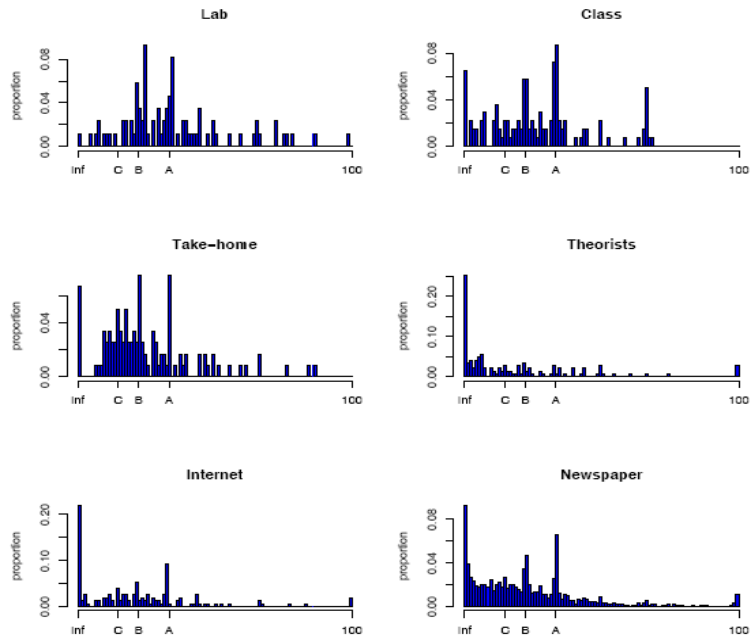 Lab
proportion
0.08
0.04
0.00
Inf C B A 100
Class
proportion
0.08
0.04
0.00
Inf C B A 100
Take−home
proportion
0.04
0.00
Inf C B A 100
Theorists
proportion
0.20
0.10
0.00
Inf C B A 100
Internet
proportion
0.20
0.10
0.00
Inf C B A 100
Newspaper
proportion
0.08
0.04
0.00
Inf C B A 100